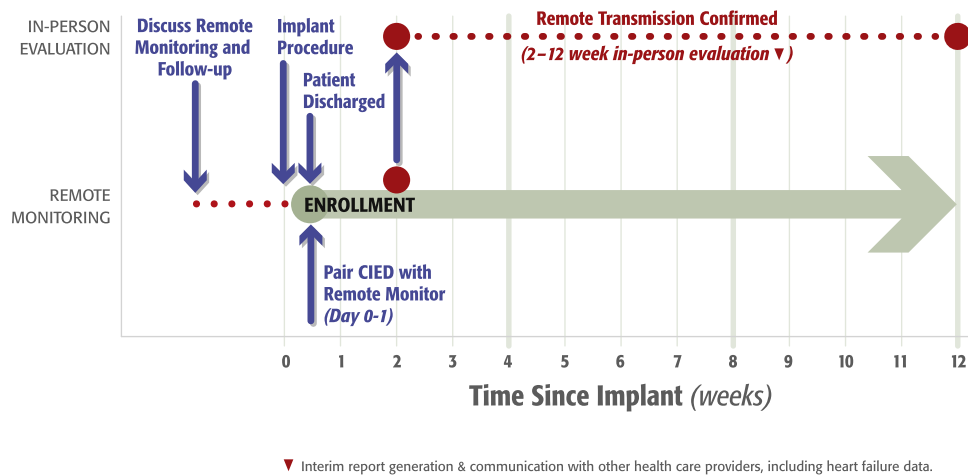 IN-PERSON
EVALUATION
Discuss Remote
Monitoring and
Follow-up
Implant
Procedure
Patient
Discharged
Remote Transmission Confirmed
(2–12 week in-person evaluation ▼)
REMOTE
MONITORING
ENROLLMENT
Pair CIED with
Remote Monitor
(Day 0-1)
0 1 2 3 4 5 6 7 8 9 10 11 12
Time Since Implant (weeks)
▼ Interim report generation & communication with other health care providers, including heart failure data.